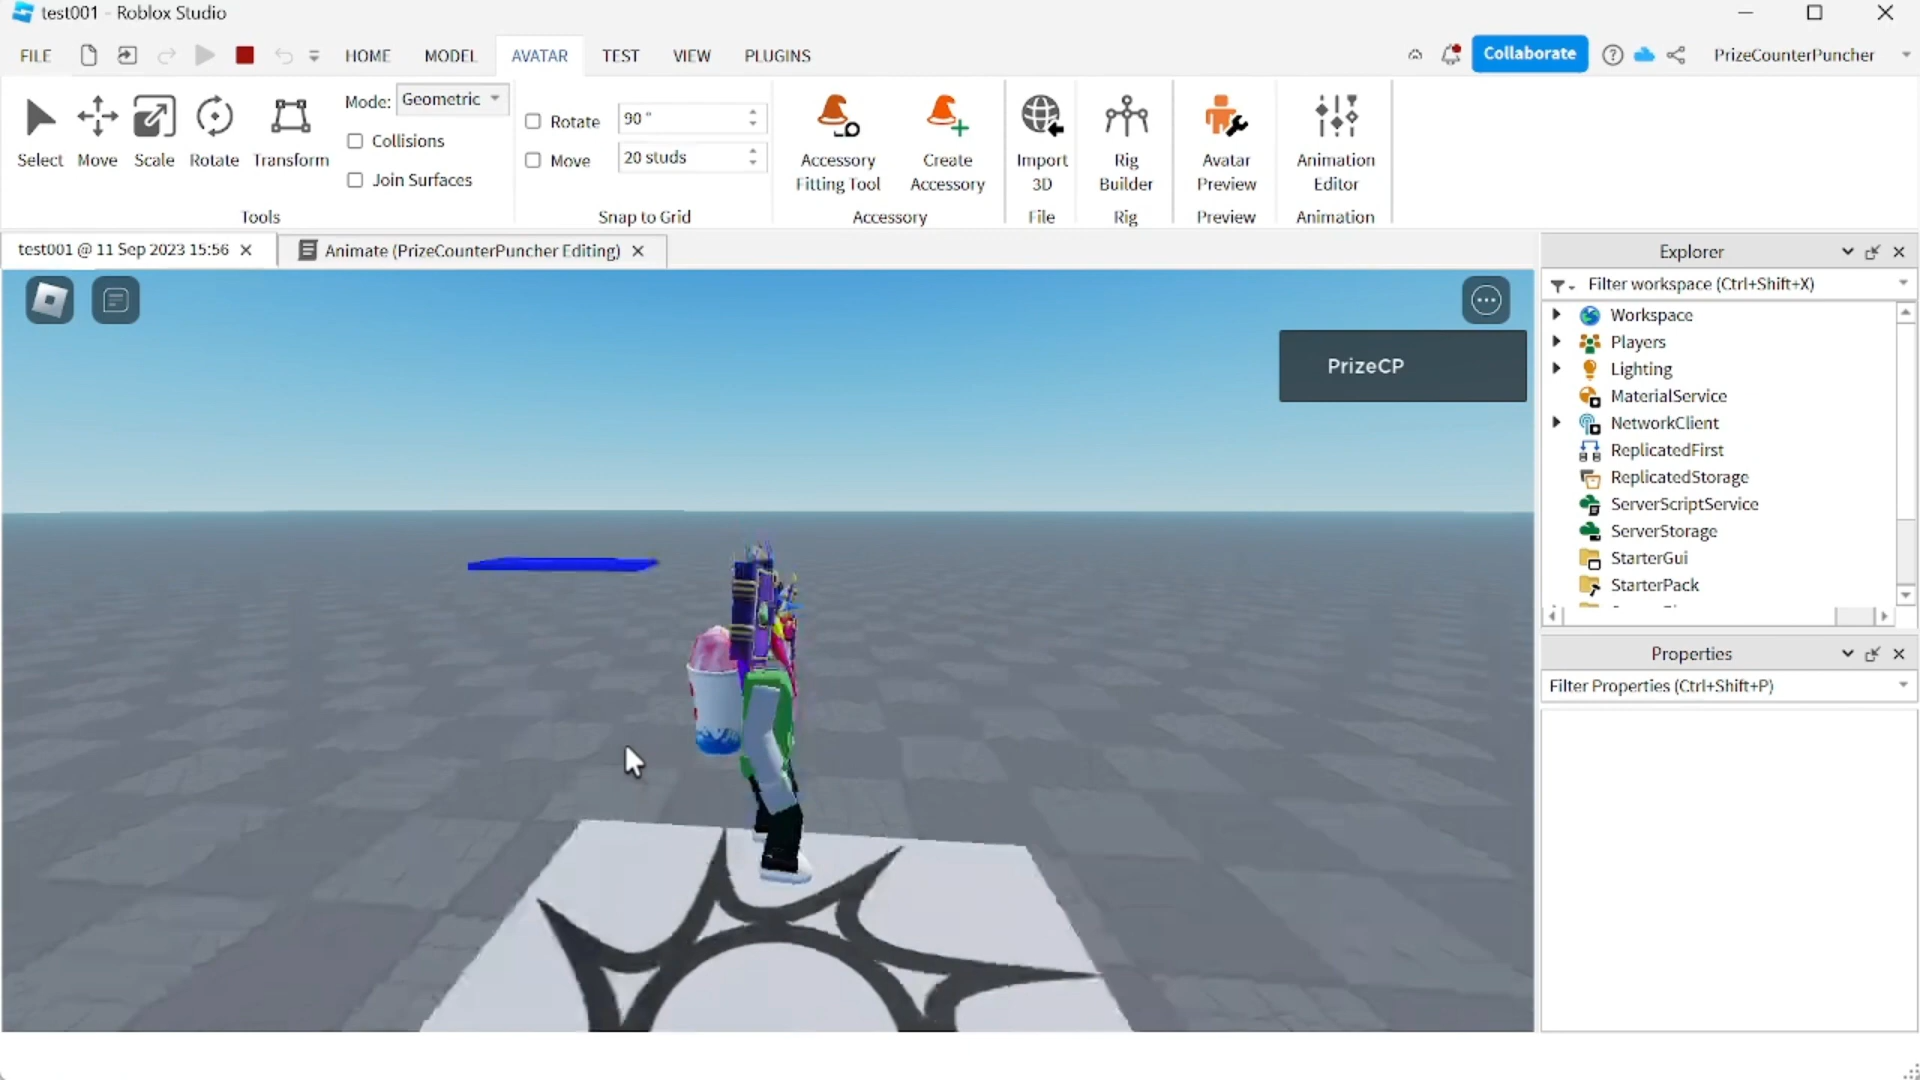 test001 - Roblox Studio
FILE HOME MODEL AVATAR TEST VIEW PLUGINS Collaborate PrizeCounterPuncher
Select Move Scale Rotate Transform
Mode: Geometric
Collisions
Join Surfaces
Tools
Rotate 90 °
Move 20 studs
Snap to Grid
Accessory
Fitting Tool
Create
Accessory
Accessory
Import
3D
File
Rig
Builder
Rig
Avatar
Preview
Preview
Animation
Editor
Animation
test001 @ 11 Sep 2023 15:56 Animate (PrizeCounterPuncher Editing)
PrizeCP
Explorer
Filter workspace (Ctrl+Shift+X)
Workspace
Players
Lighting
MaterialService
NetworkClient
ReplicatedFirst
ReplicatedStorage
ServerScriptService
ServerStorage
StarterGui
StarterPack
Properties
Filter Properties (Ctrl+Shift+P)